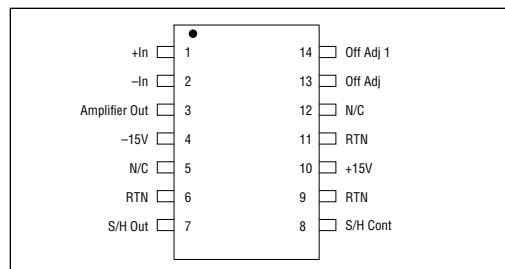 +In 1 14 Off Adj 1
–In 2 13 Off Adj
Amplifier Out 3 12 N/C
–15V 4 11 RTN
N/C 5 10 +15V
RTN 6 9 RTN
S/H Out 7 8 S/H Cont